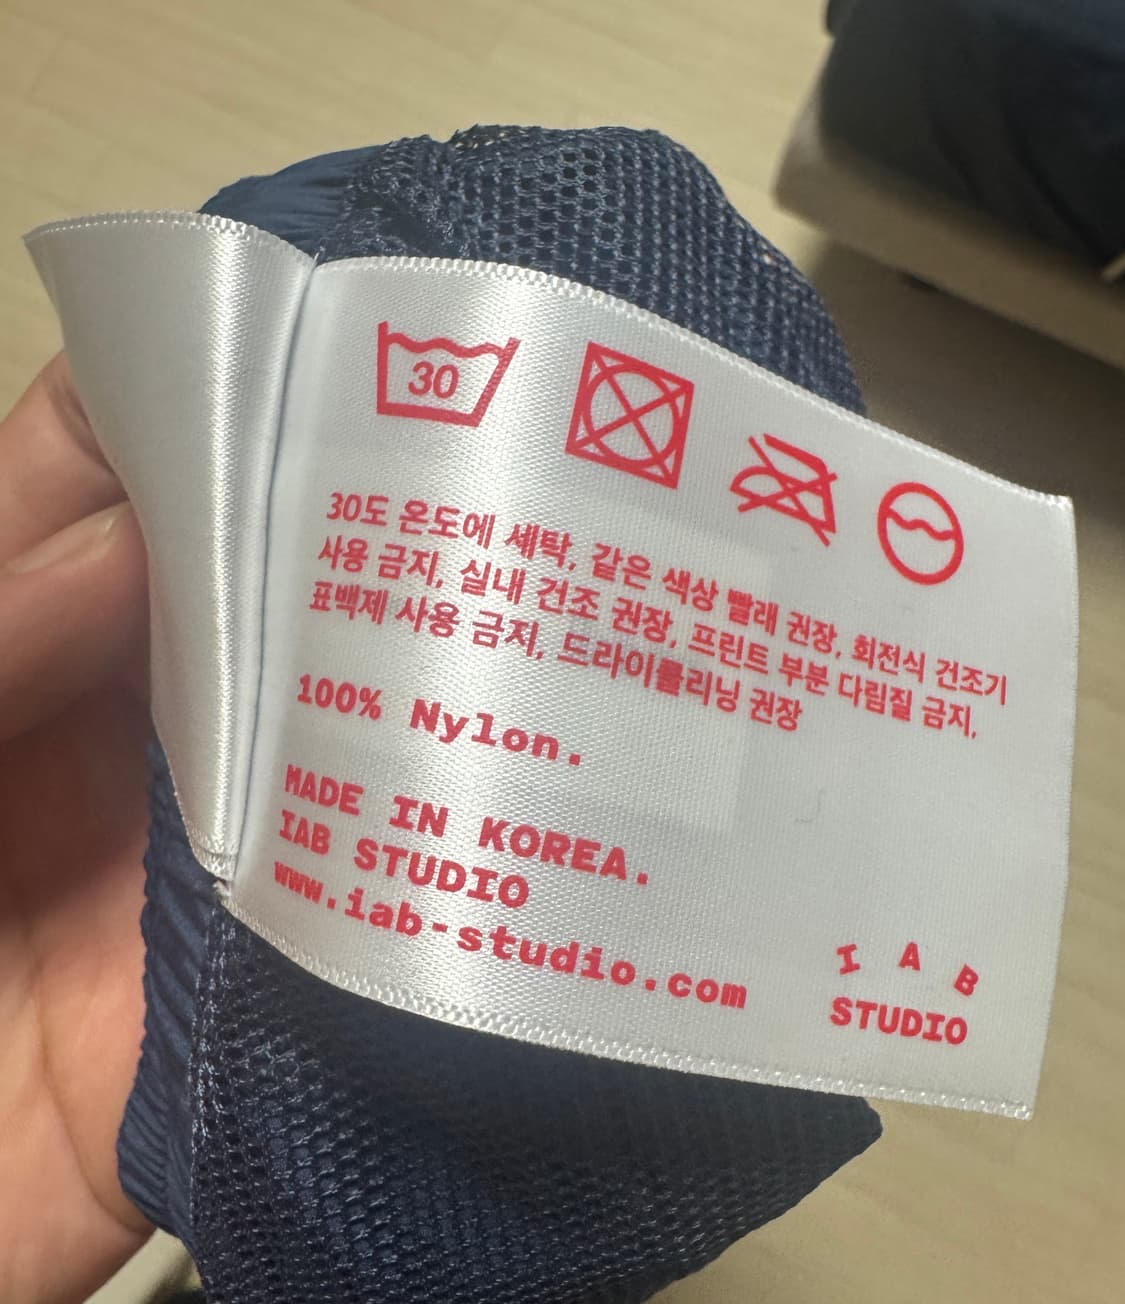 30
30도 온도에 세탁, 같은 색상 빨래 권장, 회전식 건조기
사용 금지, 실내 건조 권장, 프린트 부분 다림질 금지,
표백제 사용 금지, 드라이클리닝 권장
100% Nylon.
MADE IN KOREA.
IAB STUDIO
www.iab-studio.com
I A B
STUDIO